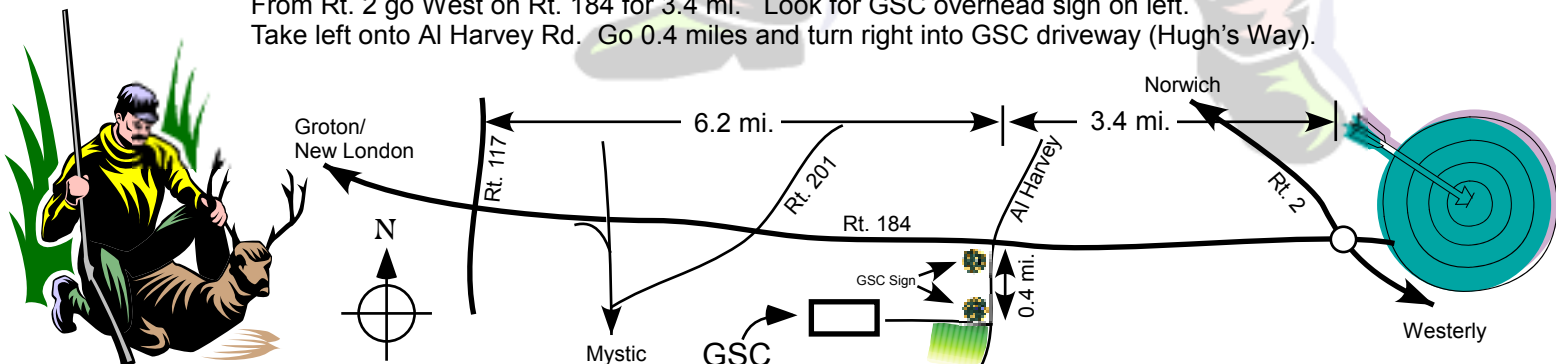 From Rt. 2 go West on Rt. 184 for 3.4 mi. Look for GSC overhead sign on left.
Take left onto Al Harvey Rd. Go 0.4 miles and turn right into GSC driveway (Hugh's Way).
Norwich
Groton/
New London
6.2 mi.
3.4 mi.
Rt. 117
Rt. 201
Al Harvey
Rt. 2
Rt. 184
N
GSC Sign
0.4 mi.
GSC
Mystic
Westerly